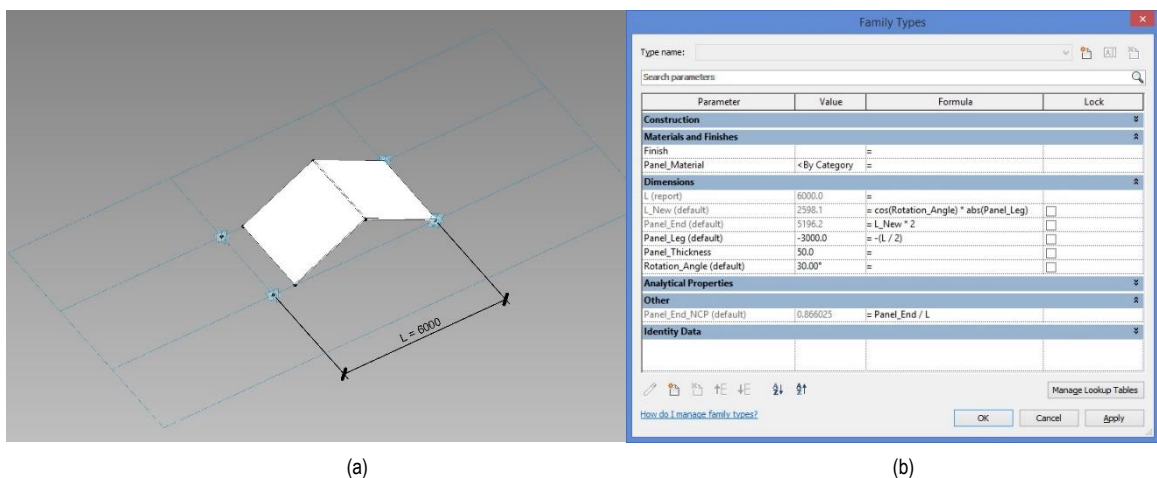 L = 6000
Family Types
Type name:
Search parameters
Parameter Value Formula Lock
Construction
Materials and Finishes
Finish =
Panel_Material <By Category =
Dimensions
L (report) 6000.0 =
L_New (default) 2598.1 = cos(Rotation_Angle) * abs(Panel_Leg)
Panel_End (default) 5196.2 = L_New * 2
Panel_Leg (default) -3000.0 = -(L / 2)
Panel_Thickness 50.0 =
Rotation_Angle (default) 30.00° =
Analytical Properties
Other
Panel_End_NCP (default) 0.866025 = Panel_End / L
Identity Data
Manage Lookup Tables
How do I manage family types?
OK Cancel Apply
(a) (b)